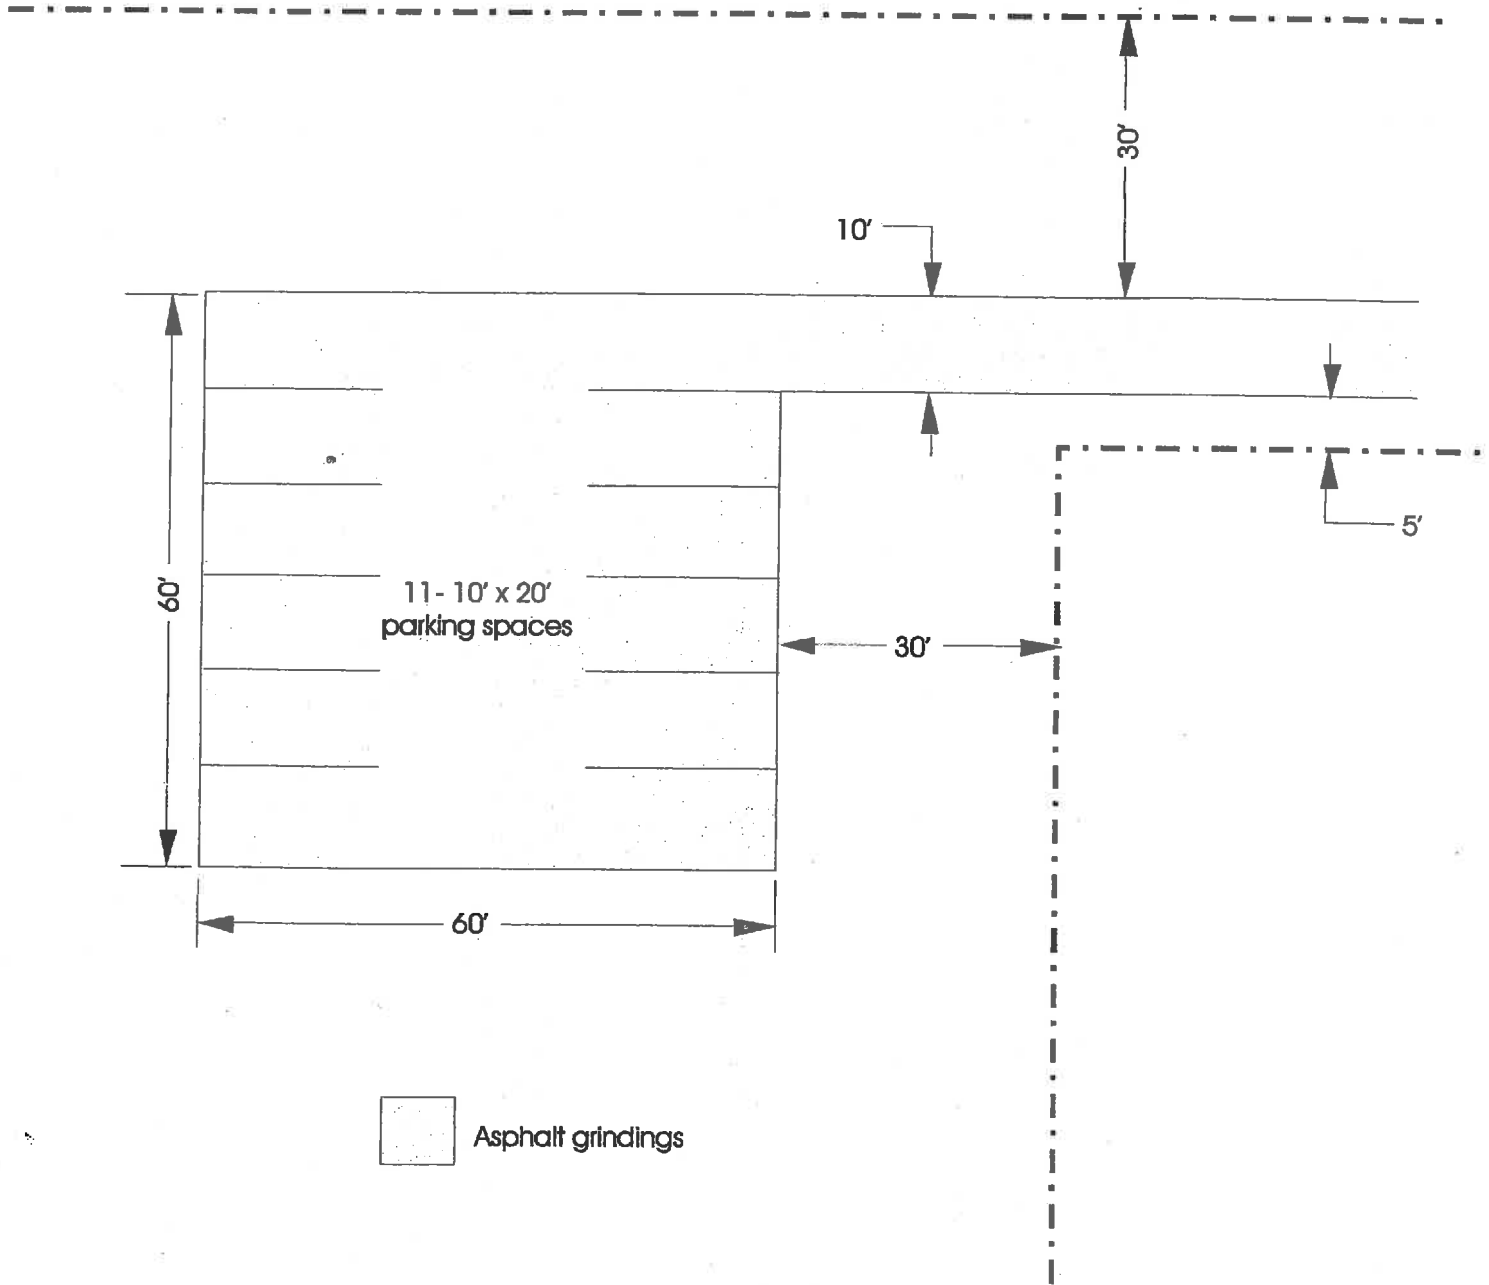 30'
10'
5'
60'
11- 10' x 20'
parking spaces
30'
60'
Asphalt grindings